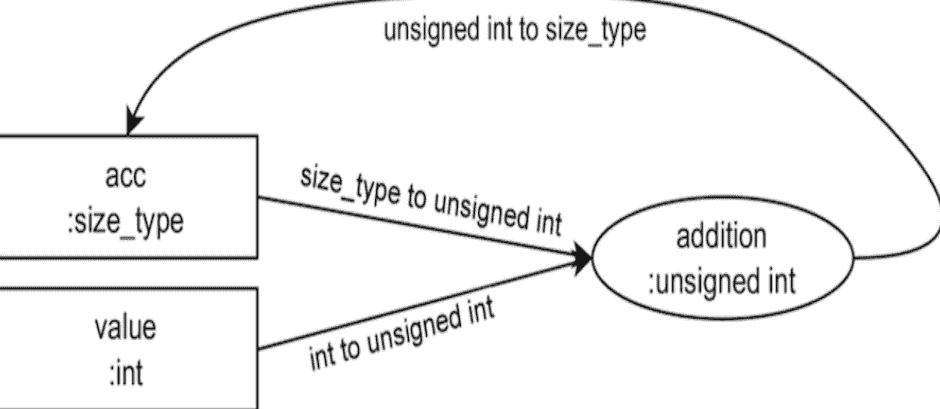 unsigned int to size_type
acc
:size_type
size_type to unsigned int
addition
:unsigned int
value
:int
int to unsigned int